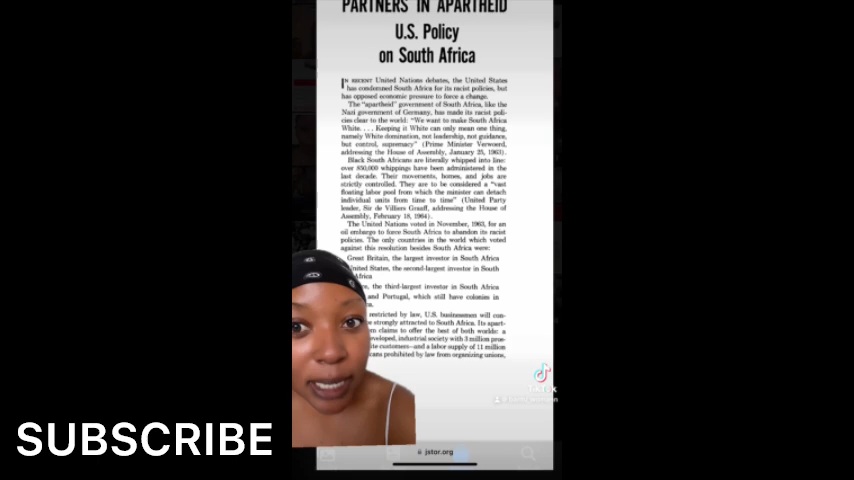 PARTNERS IN APARTHEID
U.S. Policy
on South Africa
IN RECENT United Nations debates, the United States
has condemned South Africa for its racist policies, but
has opposed economic pressure to force a change.
The "apartheid" government of South Africa, like the
Nazi government of Germany, has made its racist poli-
cies clear to the world: "We want to make South Africa
White. . . . Keeping it White can only mean one thing,
namely White domination, not leadership, not guidance,
but control, supremacy" (Prime Minister Verwoerd,
addressing the House of Assembly, January 25, 1963).
Black South Africans are literally whipped into line:
over 850,000 whippings have been administered in the
last decade. Their movements, homes, and jobs are
strictly controlled. They are to be considered a "vast
floating labor pool from which the minister can detach
individual units from time to time" (United Party
leader, Sir de Villiers Graaff, addressing the House of
Assembly, February 18, 1964).
The United Nations voted in November, 1963, for an
oil embargo to force South Africa to abandon its racist
policies. The only countries in the world which voted
against this resolution besides South Africa were:
Great Britain, the largest investor in South Africa
United States, the second-largest investor in South
Africa
the third-largest investor in South Africa
and Portugal, which still have colonies in
restricted by law, U.S. businessmen will con-
strongly attracted to South Africa. Its apart-
claims to offer the best of both worlds: a
developed, industrial society with 3 million pros-
customers—and a labor supply of 11 million
prohibited by law from organizing unions,
TikTok
SUBSCRIBE
jstor.org